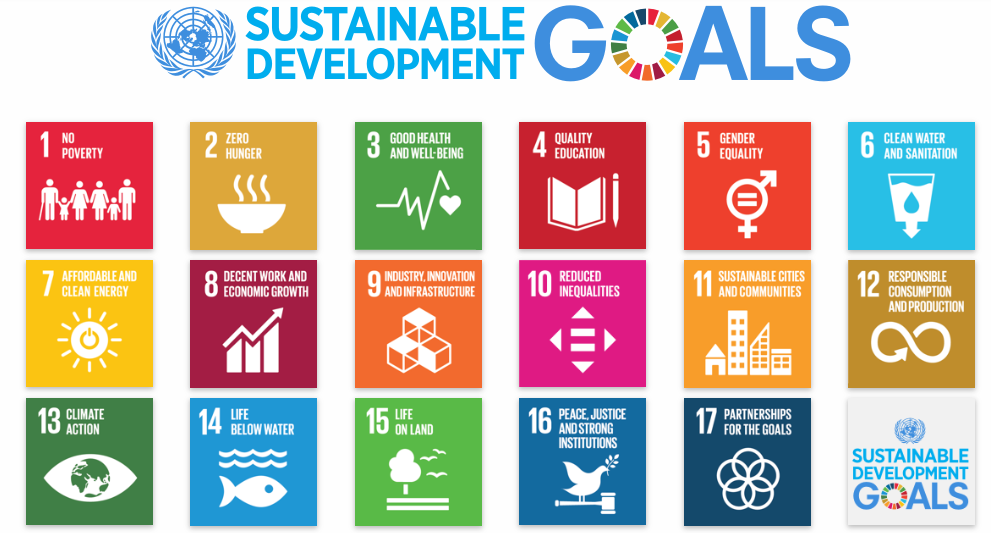 SUSTAINABLE
DEVELOPMENT
GOALS
1 NO
POVERTY
2 ZERO
HUNGER
3 GOOD HEALTH
AND WELL-BEING
4 QUALITY
EDUCATION
5 GENDER
EQUALITY
6 CLEAN WATER
AND SANITATION
7 AFFORDABLE AND
CLEAN ENERGY
8 DECENT WORK AND
ECONOMIC GROWTH
9 INDUSTRY, INNOVATION
AND INFRASTRUCTURE
10 REDUCED
INEQUALITIES
11 SUSTAINABLE CITIES
AND COMMUNITIES
12 RESPONSIBLE
CONSUMPTION
AND PRODUCTION
13 CLIMATE
ACTION
14 LIFE
BELOW WATER
15 LIFE
ON LAND
16 PEACE, JUSTICE
AND STRONG
INSTITUTIONS
17 PARTNERSHIPS
FOR THE GOALS
SUSTAINABLE
DEVELOPMENT
GOALS